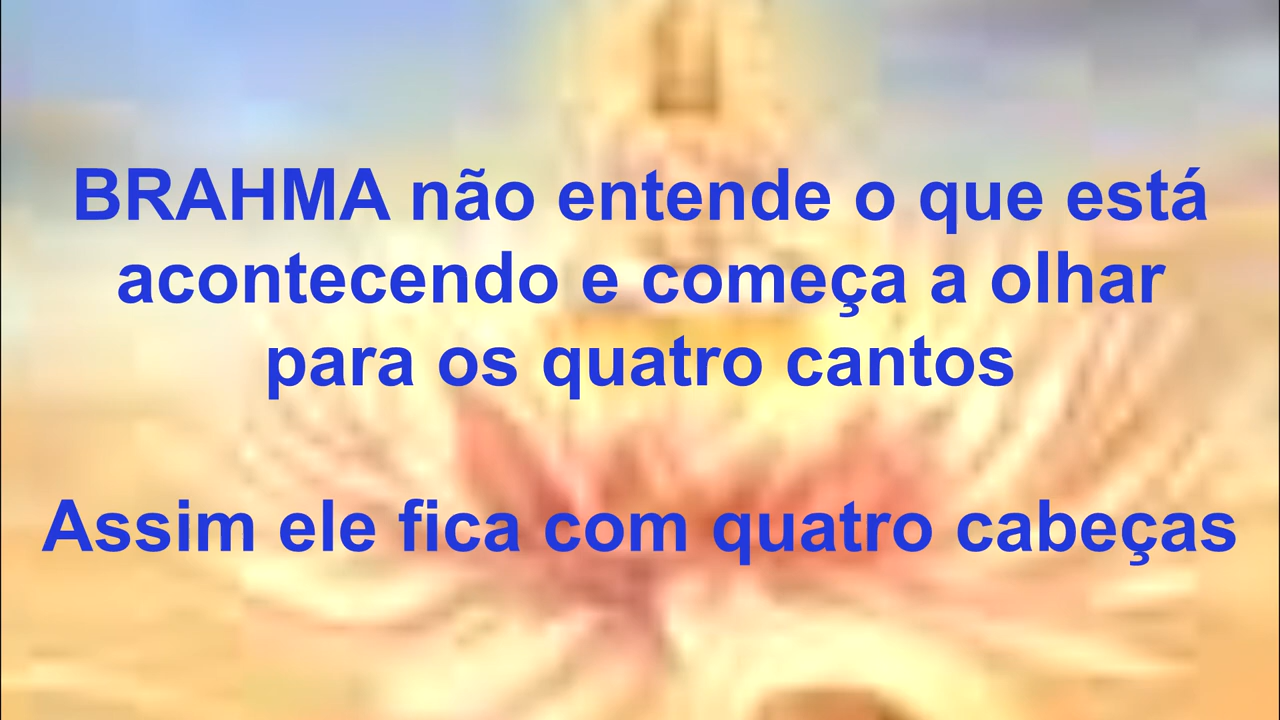 BRAHMA não entende o que está
acontecendo e começa a olhar
para os quatro cantos
Assim ele fica com quatro cabeças